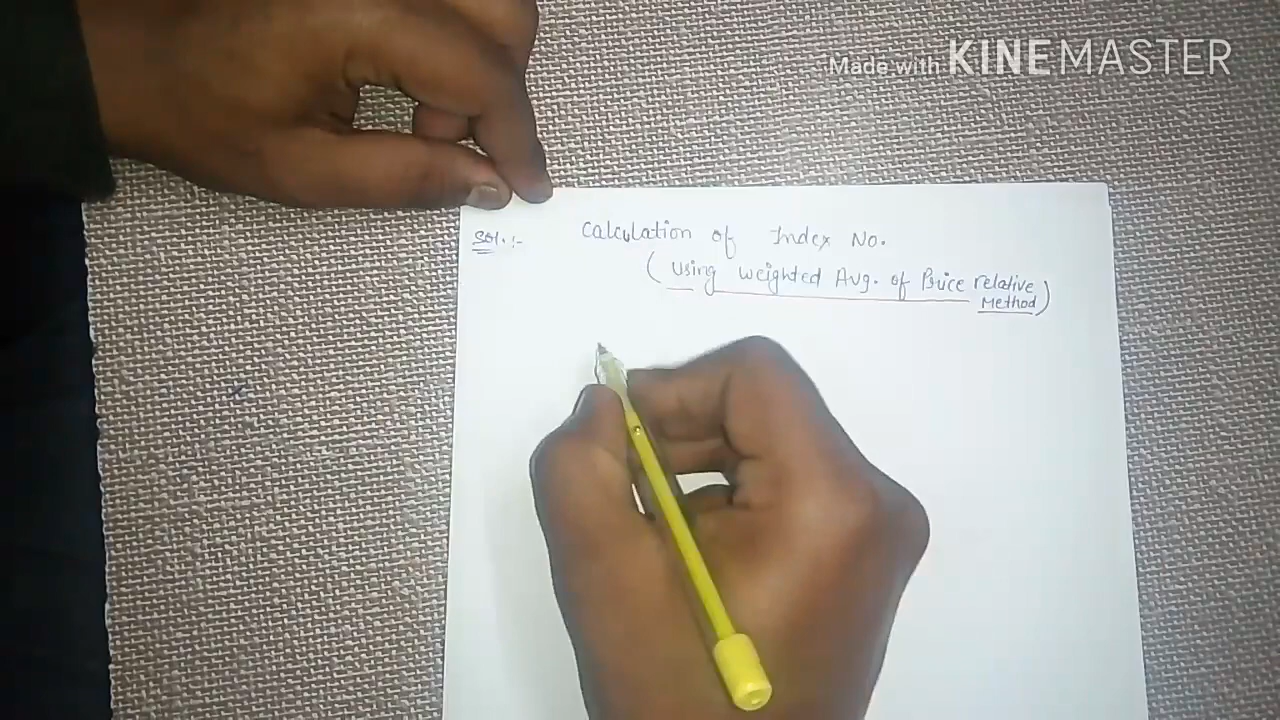 Made with KINEMASTER
Sol. :- Calculation of Index No.
(Using Weighted Avg. of Price relative
Method)